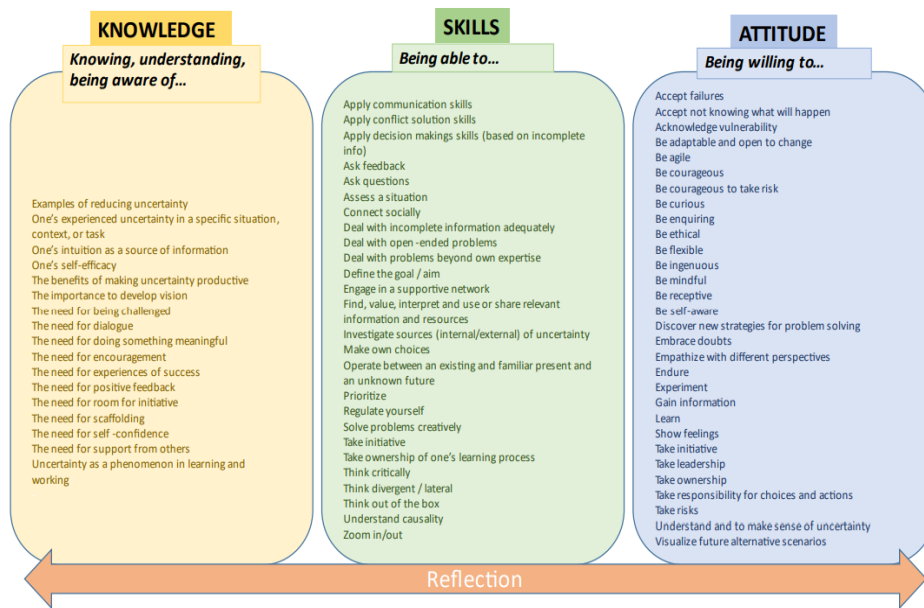 KNOWLEDGE
Knowing, understanding,
being aware of...
Examples of reducing uncertainty
One's experienced uncertainty in a specific situation,
context, or task
One's intuition as a source of information
One's self-efficacy
The benefits of making uncertainty productive
The importance to develop vision
The need for being challenged
The need for dialogue
The need for doing something meaningful
The need for encouragement
The need for experiences of success
The need for positive feedback
The need for room for initiative
The need for scaffolding
The need for self -confidence
The need for support from others
Uncertainty as a phenomenon in learning and
working
SKILLS
Being able to...
Apply communication skills
Apply conflict solution skills
Apply decision makings skills (based on incomplete
info)
Ask feedback
Ask questions
Assess a situation
Connect socially
Deal with incomplete information adequately
Deal with open -ended problems
Deal with problems beyond own expertise
Define the goal / aim
Engage in a supportive network
Find, value, interpret and use or share relevant
information and resources
Investigate sources (internal/external) of uncertainty
Make own choices
Operate between an existing and familiar present and
an unknown future
Prioritize
Regulate yourself
Solve problems creatively
Take initiative
Take ownership of one's learning process
Think critically
Think divergent / lateral
Think out of the box
Understand causality
Zoom in/out
ATTITUDE
Being willing to...
Accept failures
Accept not knowing what will happen
Acknowledge vulnerability
Be adaptable and open to change
Be agile
Be courageous
Be courageous to take risk
Be curious
Be enquiring
Be ethical
Be flexible
Be ingenuous
Be mindful
Be receptive
Be self-aware
Discover new strategies for problem solving
Embrace doubts
Empathize with different perspectives
Endure
Experiment
Gain information
Learn
Show feelings
Take initiative
Take leadership
Take ownership
Take responsibility for choices and actions
Take risks
Understand and to make sense of uncertainty
Visualize future alternative scenarios
Reflection